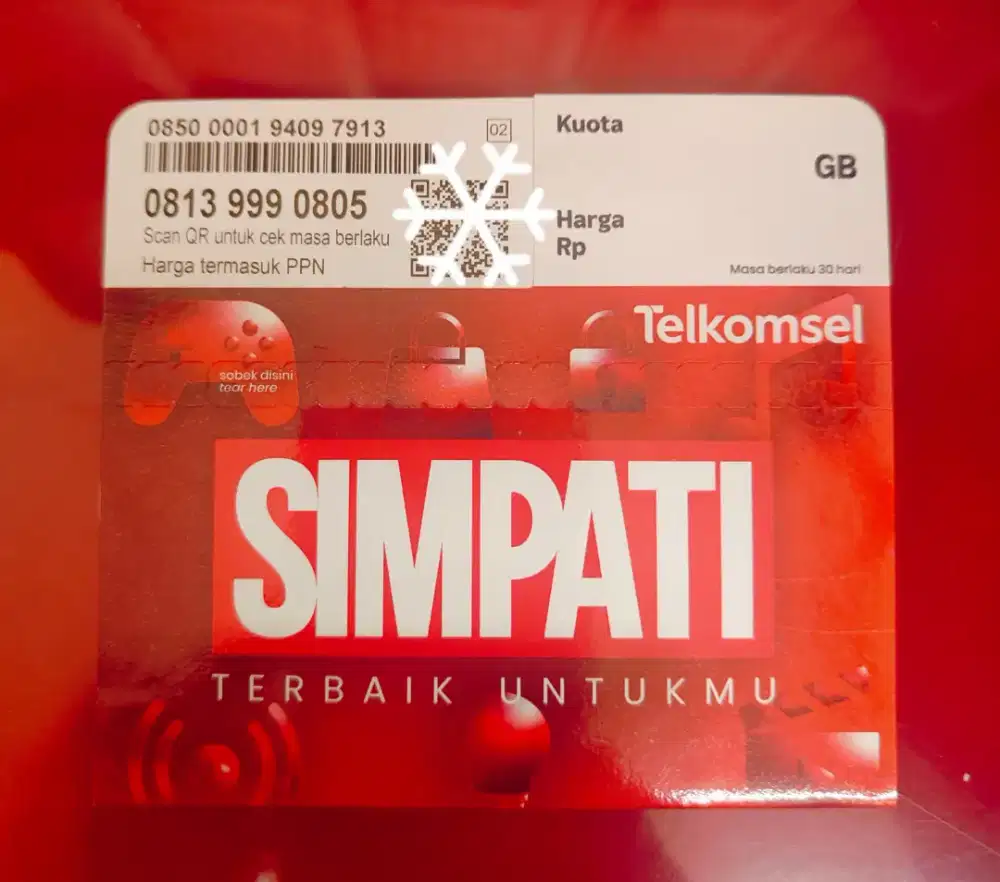 0850 0001 9409 7913
02
0813 999 0805
Scan QR untuk cek masa berlaku
Harga termasuk PPN
Kuota
GB
Harga
Rp
Masa berlaku 30 hari
Telkomsel
sobek disini
tear here
SIMPATI
TERBAIK UNTUKMU